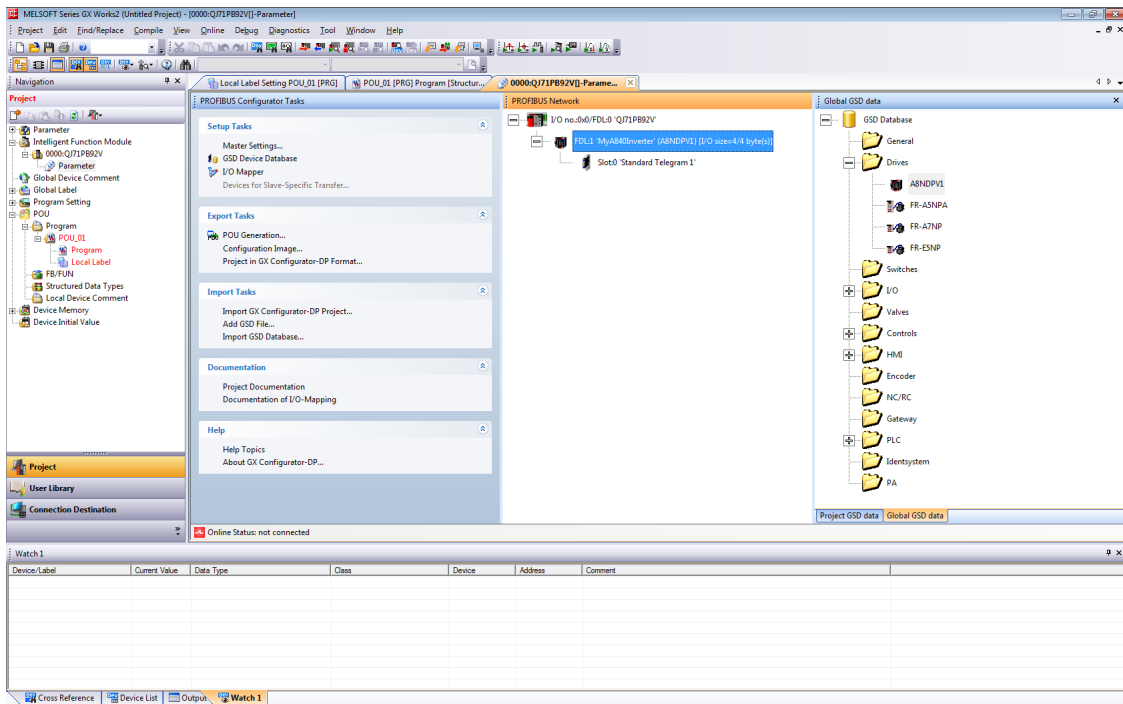 MELSOFT Series GX Works2 (Untitled Project) - [0000:QJ71PB92V[]-Parameter]
Project Edit Find/Replace Compile View Online Debug Diagnostics Tool Window Help
Navigation
Project
Parameter
Intelligent Function Module
0000:QJ71PB92V
Parameter
Global Device Comment
Global Label
Program Setting
POU
Program
POU_01
Program
Local Label
FB/FUN
Structured Data Types
Local Device Comment
Device Memory
Device Initial Value
Project
User Library
Connection Destination
Local Label Setting POU_01 [PRG]
POU_01 [PRG] Program [Structur...
0000:QJ71PB92V[]-Parame...
PROFIBUS Configurator Tasks
Setup Tasks
Master Settings...
GSD Device Database
I/O Mapper
Devices for Slave-Specific Transfer...
Export Tasks
POU Generation...
Configuration Image...
Project in GX Configurator-DP Format...
Import Tasks
Import GX Configurator-DP Project...
Add GSD File...
Import GSD Database...
Documentation
Project Documentation
Documentation of I/O-Mapping
Help
Help Topics
About GX Configurator-DP...
PROFIBUS Network
I/O no.:0x0/FDL:0 'QJ71PB92V'
FDL:1 'MyA840Inverter' (A8NDPV1) [I/O size=4/4 byte(s)]
Slot:0 'Standard Telegram 1'
Global GSD data
GSD Database
General
Drives
A8NDPV1
FR-A5NPA
FR-A7NP
FR-E5NP
Switches
I/O
Valves
Controls
HMI
Encoder
NC/RC
Gateway
PLC
Identsystem
PA
Project GSD data Global GSD data
Online Status: not connected
Watch 1
Device/Label Current Value Data Type Class Device Address Comment
Cross Reference Device List Output Watch 1